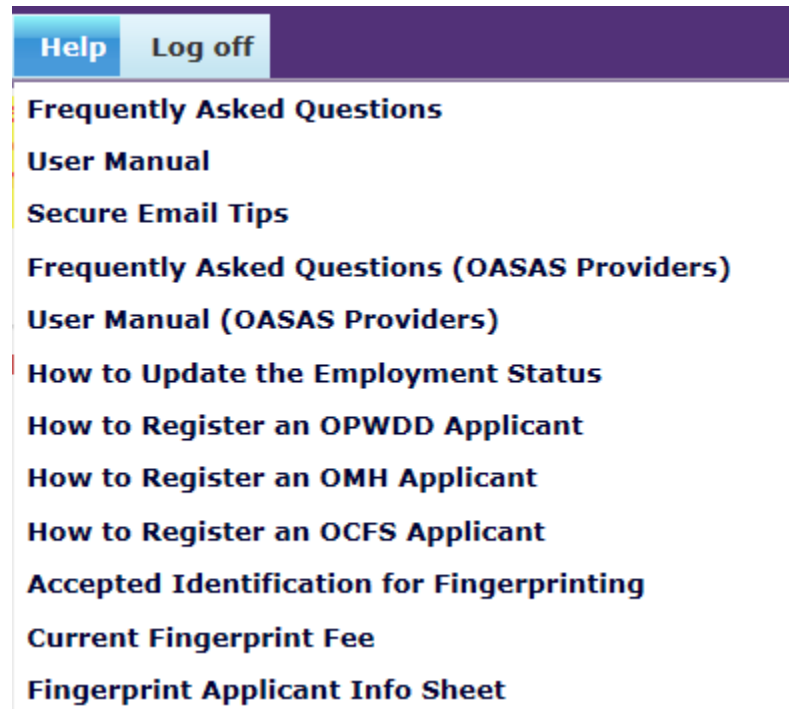 Help Log off
Frequently Asked Questions
User Manual
Secure Email Tips
Frequently Asked Questions (OASAS Providers)
User Manual (OASAS Providers)
How to Update the Employment Status
How to Register an OPWDD Applicant
How to Register an OMH Applicant
How to Register an OCFS Applicant
Accepted Identification for Fingerprinting
Current Fingerprint Fee
Fingerprint Applicant Info Sheet